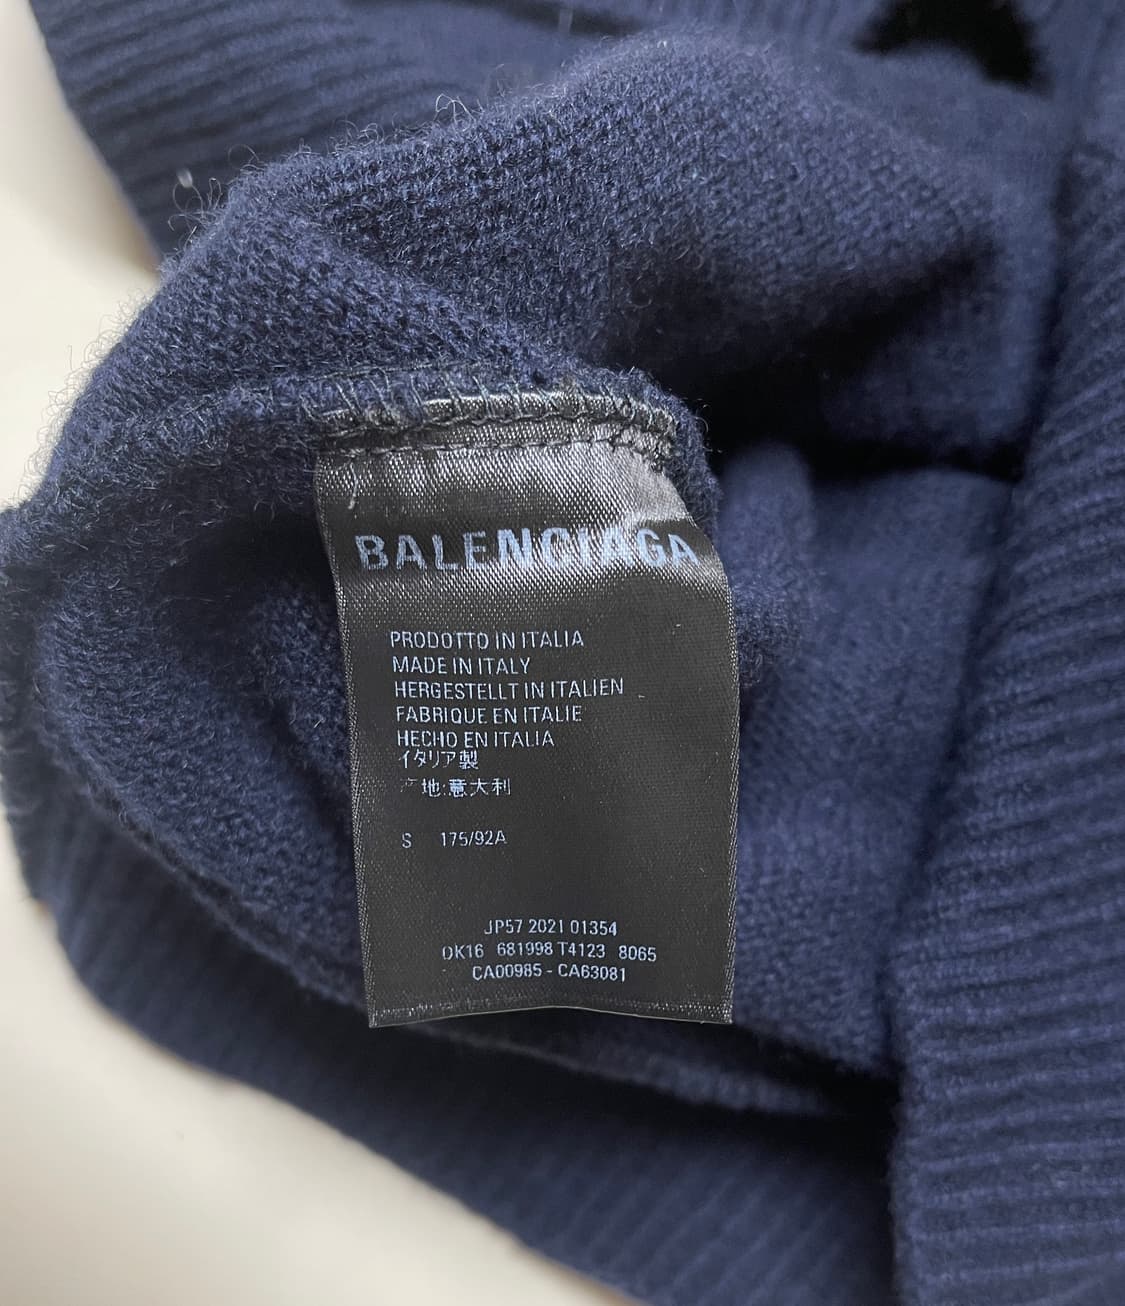 BALENCIAGA
PRODOTTO IN ITALIA
MADE IN ITALY
HERGESTELLT IN ITALIEN
FABRIQUE EN ITALIE
HECHO EN ITALIA
イタリア製
产地:意大利
S 175/92A
JP57 2021 01354
OK16 681998 T4123 8065
CA00985 - CA63081